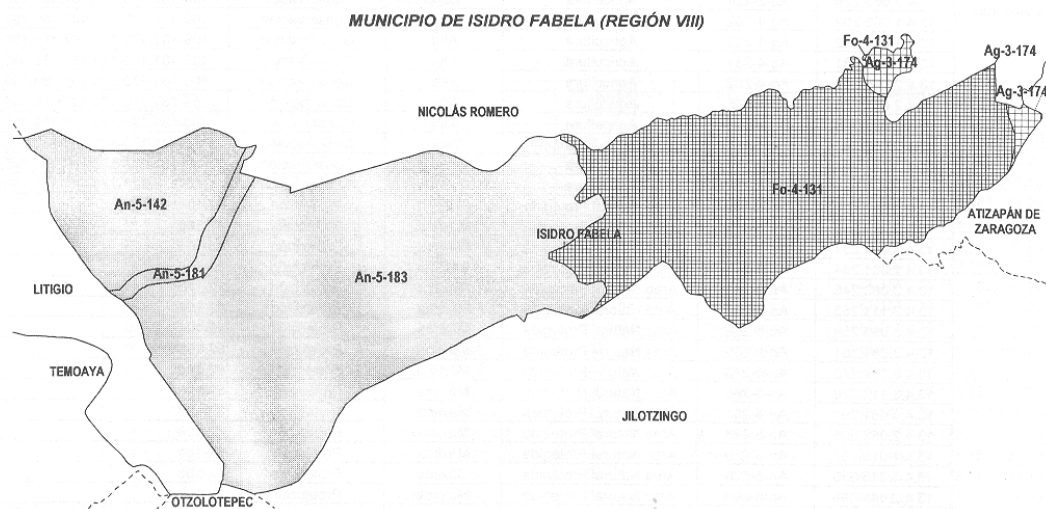 MUNICIPIO DE ISIDRO FABELA (REGIÓN VIII)
Fo-4-131
Ag-3-174
Ag-3-174
Ag-3-174
NICOLÁS ROMERO
An-5-142
Fo-4-131
ATIZAPÁN DE
ZARAGOZA
ISIDRO FABELA
An-5-181
An-5-183
LITIGIO
TEMOAYA
JILOTZINGO
OTZOLOTEPEC